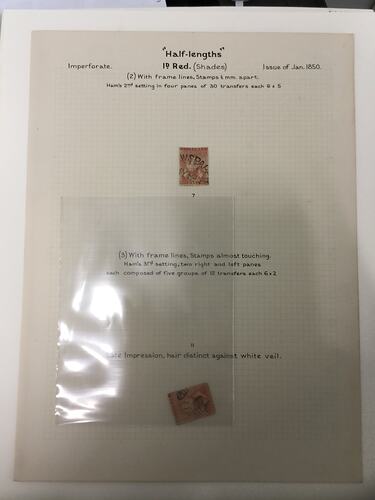 "Half-lengths"
Imperforate. 1D Red. (Shades) Issue of Jan. 1850.
(2) With frame lines, Stamps ½ mm. apart.
Ham's 2nd setting in four panes of 30 transfers each 6 x 5
7
(3) With frame lines, Stamps almost touching.
Ham's 3rd setting, two right and left panes
each composed of five groups of 12 transfers each 6 x 2
11
Late Impression, hair distinct against white veil.